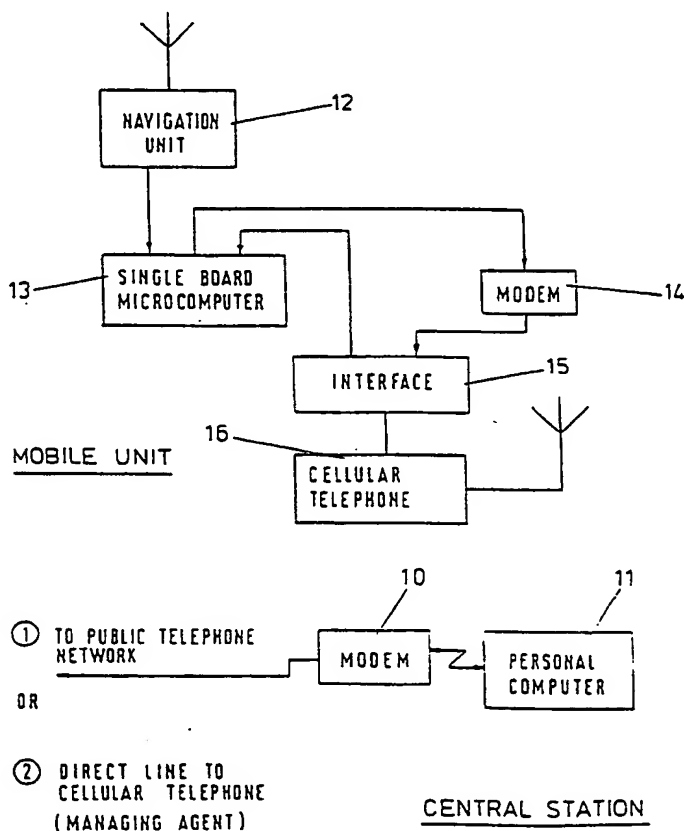 NAVIGATION
UNIT
12
13
SINGLE BOARD
MICROCOMPUTER
MODEM
14
INTERFACE
15
16
MOBILE UNIT
CELLULAR
TELEPHONE
10
11
① TO PUBLIC TELEPHONE
NETWORK
MODEM
PERSONAL
COMPUTER
OR
② DIRECT LINE TO
CELLULAR TELEPHONE
(MANAGING AGENT)
CENTRAL STATION